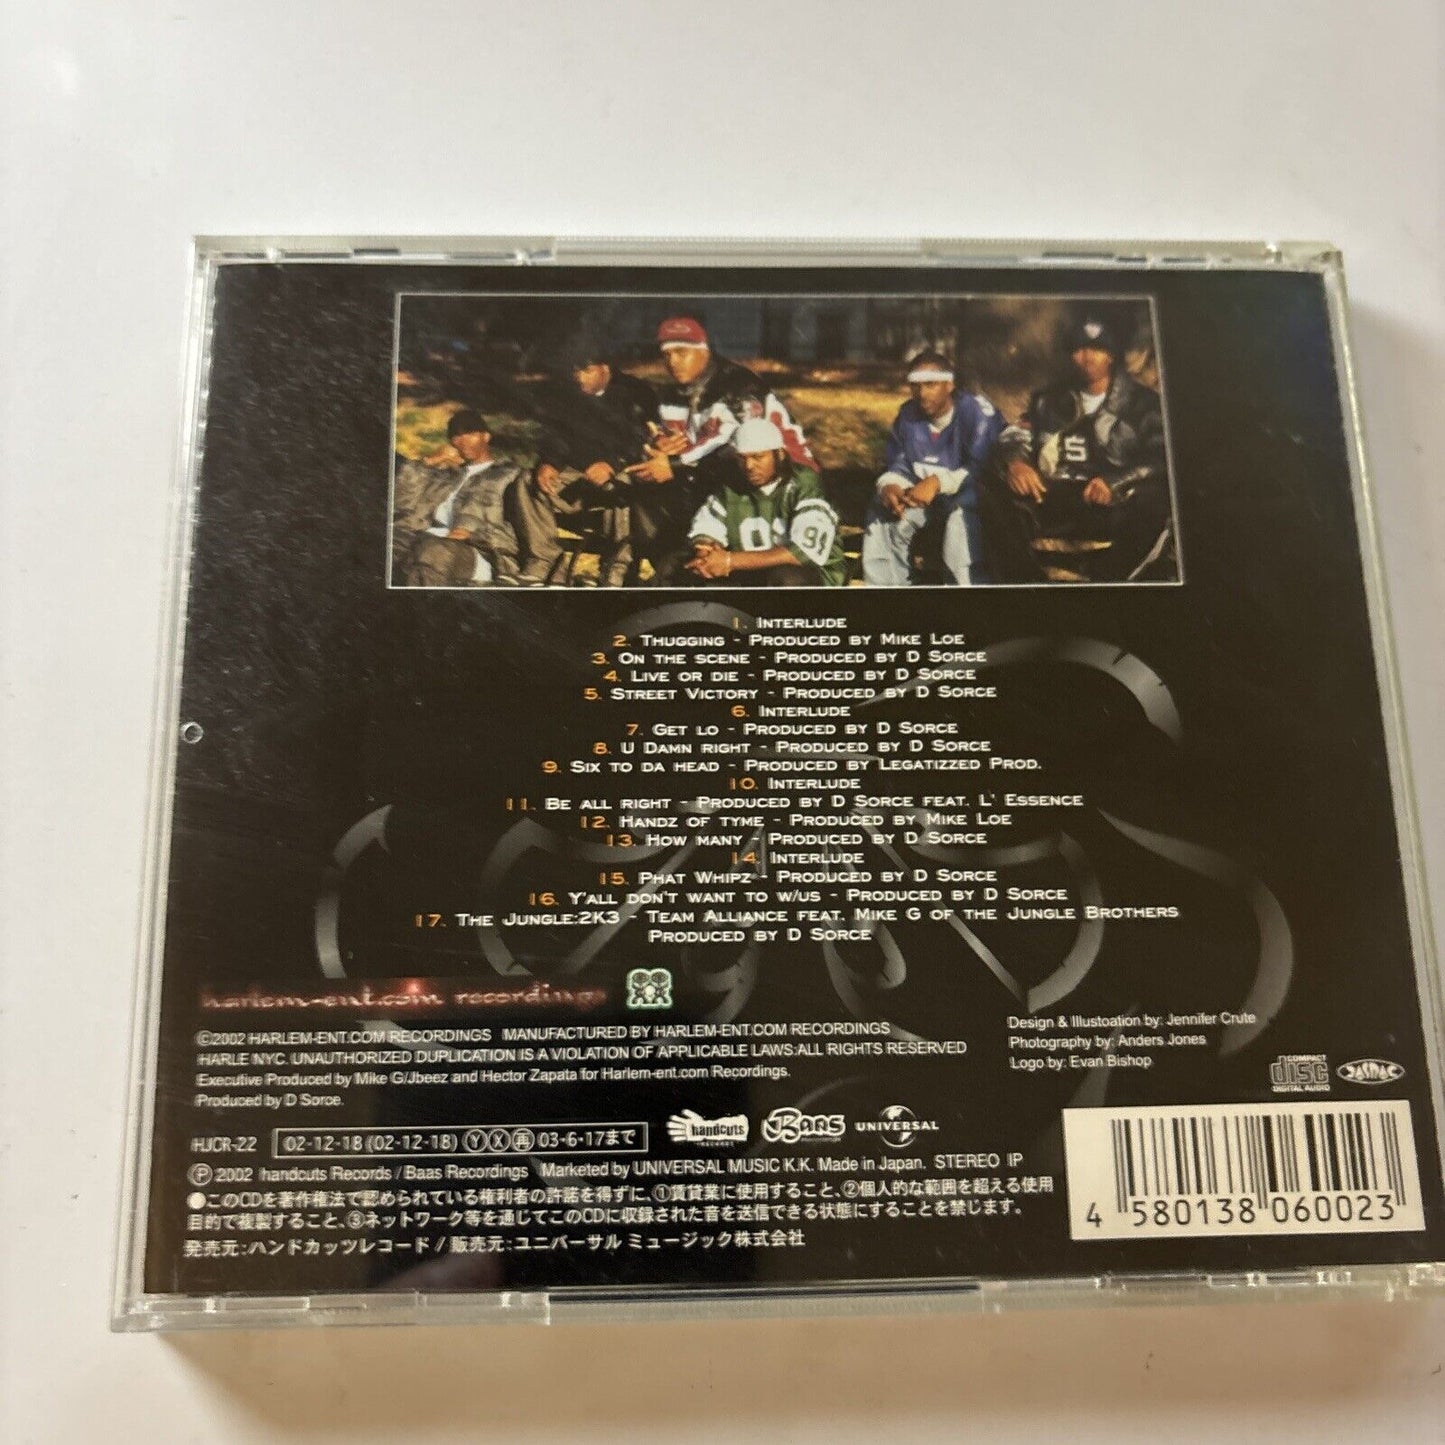 1. INTERLUDE
2. THUGGING - PRODUCED BY MIKE LOE
3. ON THE SCENE - PRODUCED BY D SORCE
4. LIVE OR DIE - PRODUCED BY D SORCE
5. STREET VICTORY - PRODUCED BY D SORCE
6. INTERLUDE
7. GET LO - PRODUCED BY D SORCE
8. U DAMN RIGHT - PRODUCED BY D SORCE
9. SIX TO DA HEAD - PRODUCED BY LEGATIZZED PROD.
10. INTERLUDE
11. BE ALL RIGHT - PRODUCED BY D SORCE FEAT. L' ESSENCE
12. HANDZ OF TYME - PRODUCED BY MIKE LOE
13. HOW MANY - PRODUCED BY D SORCE
14. INTERLUDE
15. PHAT WHIPZ - PRODUCED BY D SORCE
16. Y'ALL DON'T WANT TO W/US - PRODUCED BY D SORCE
17. THE JUNGLE:2K3 - TEAM ALLIANCE FEAT. MIKE G OF THE JUNGLE BROTHERS
PRODUCED BY D SORCE
harlem-ent.com recordings
©2002 HARLEM-ENT.COM RECORDINGS MANUFACTURED BY HARLEM-ENT.COM RECORDINGS
HARLE NYC. UNAUTHORIZED DUPLICATION IS A VIOLATION OF APPLICABLE LAWS:ALL RIGHTS RESERVED
Executive Produced by Mike G/Jbeez and Hector Zapata for Harlem-ent.com Recordings.
Produced by D Sorce.
Design & Illustoation by: Jennifer Crute
Photography by: Anders Jones
Logo by: Evan Bishop
COMPACT
disc
DIGITAL AUDIO
HJCR-22 02-12-18 (02-12-18) Ⓨ Ⓧ 再 03-6-17まで
handcuts
RECORDS
BAAS
Recordings
UNIVERSAL
Ⓟ 2002 handcuts Records / Baas Recordings Marketed by UNIVERSAL MUSIC K.K. Made in Japan. STEREO IP
●このCDを著作権法で認められている権利者の許諾を得ずに、①賃貸業に使用すること、②個人的な範囲を超える使用
目的で複製すること、③ネットワーク等を通じてこのCDに収録された音を送信できる状態にすることを禁じます。
発売元:ハンドカッツレコード / 販売元:ユニバーサル ミュージック株式会社
4 580138 060023
94
S